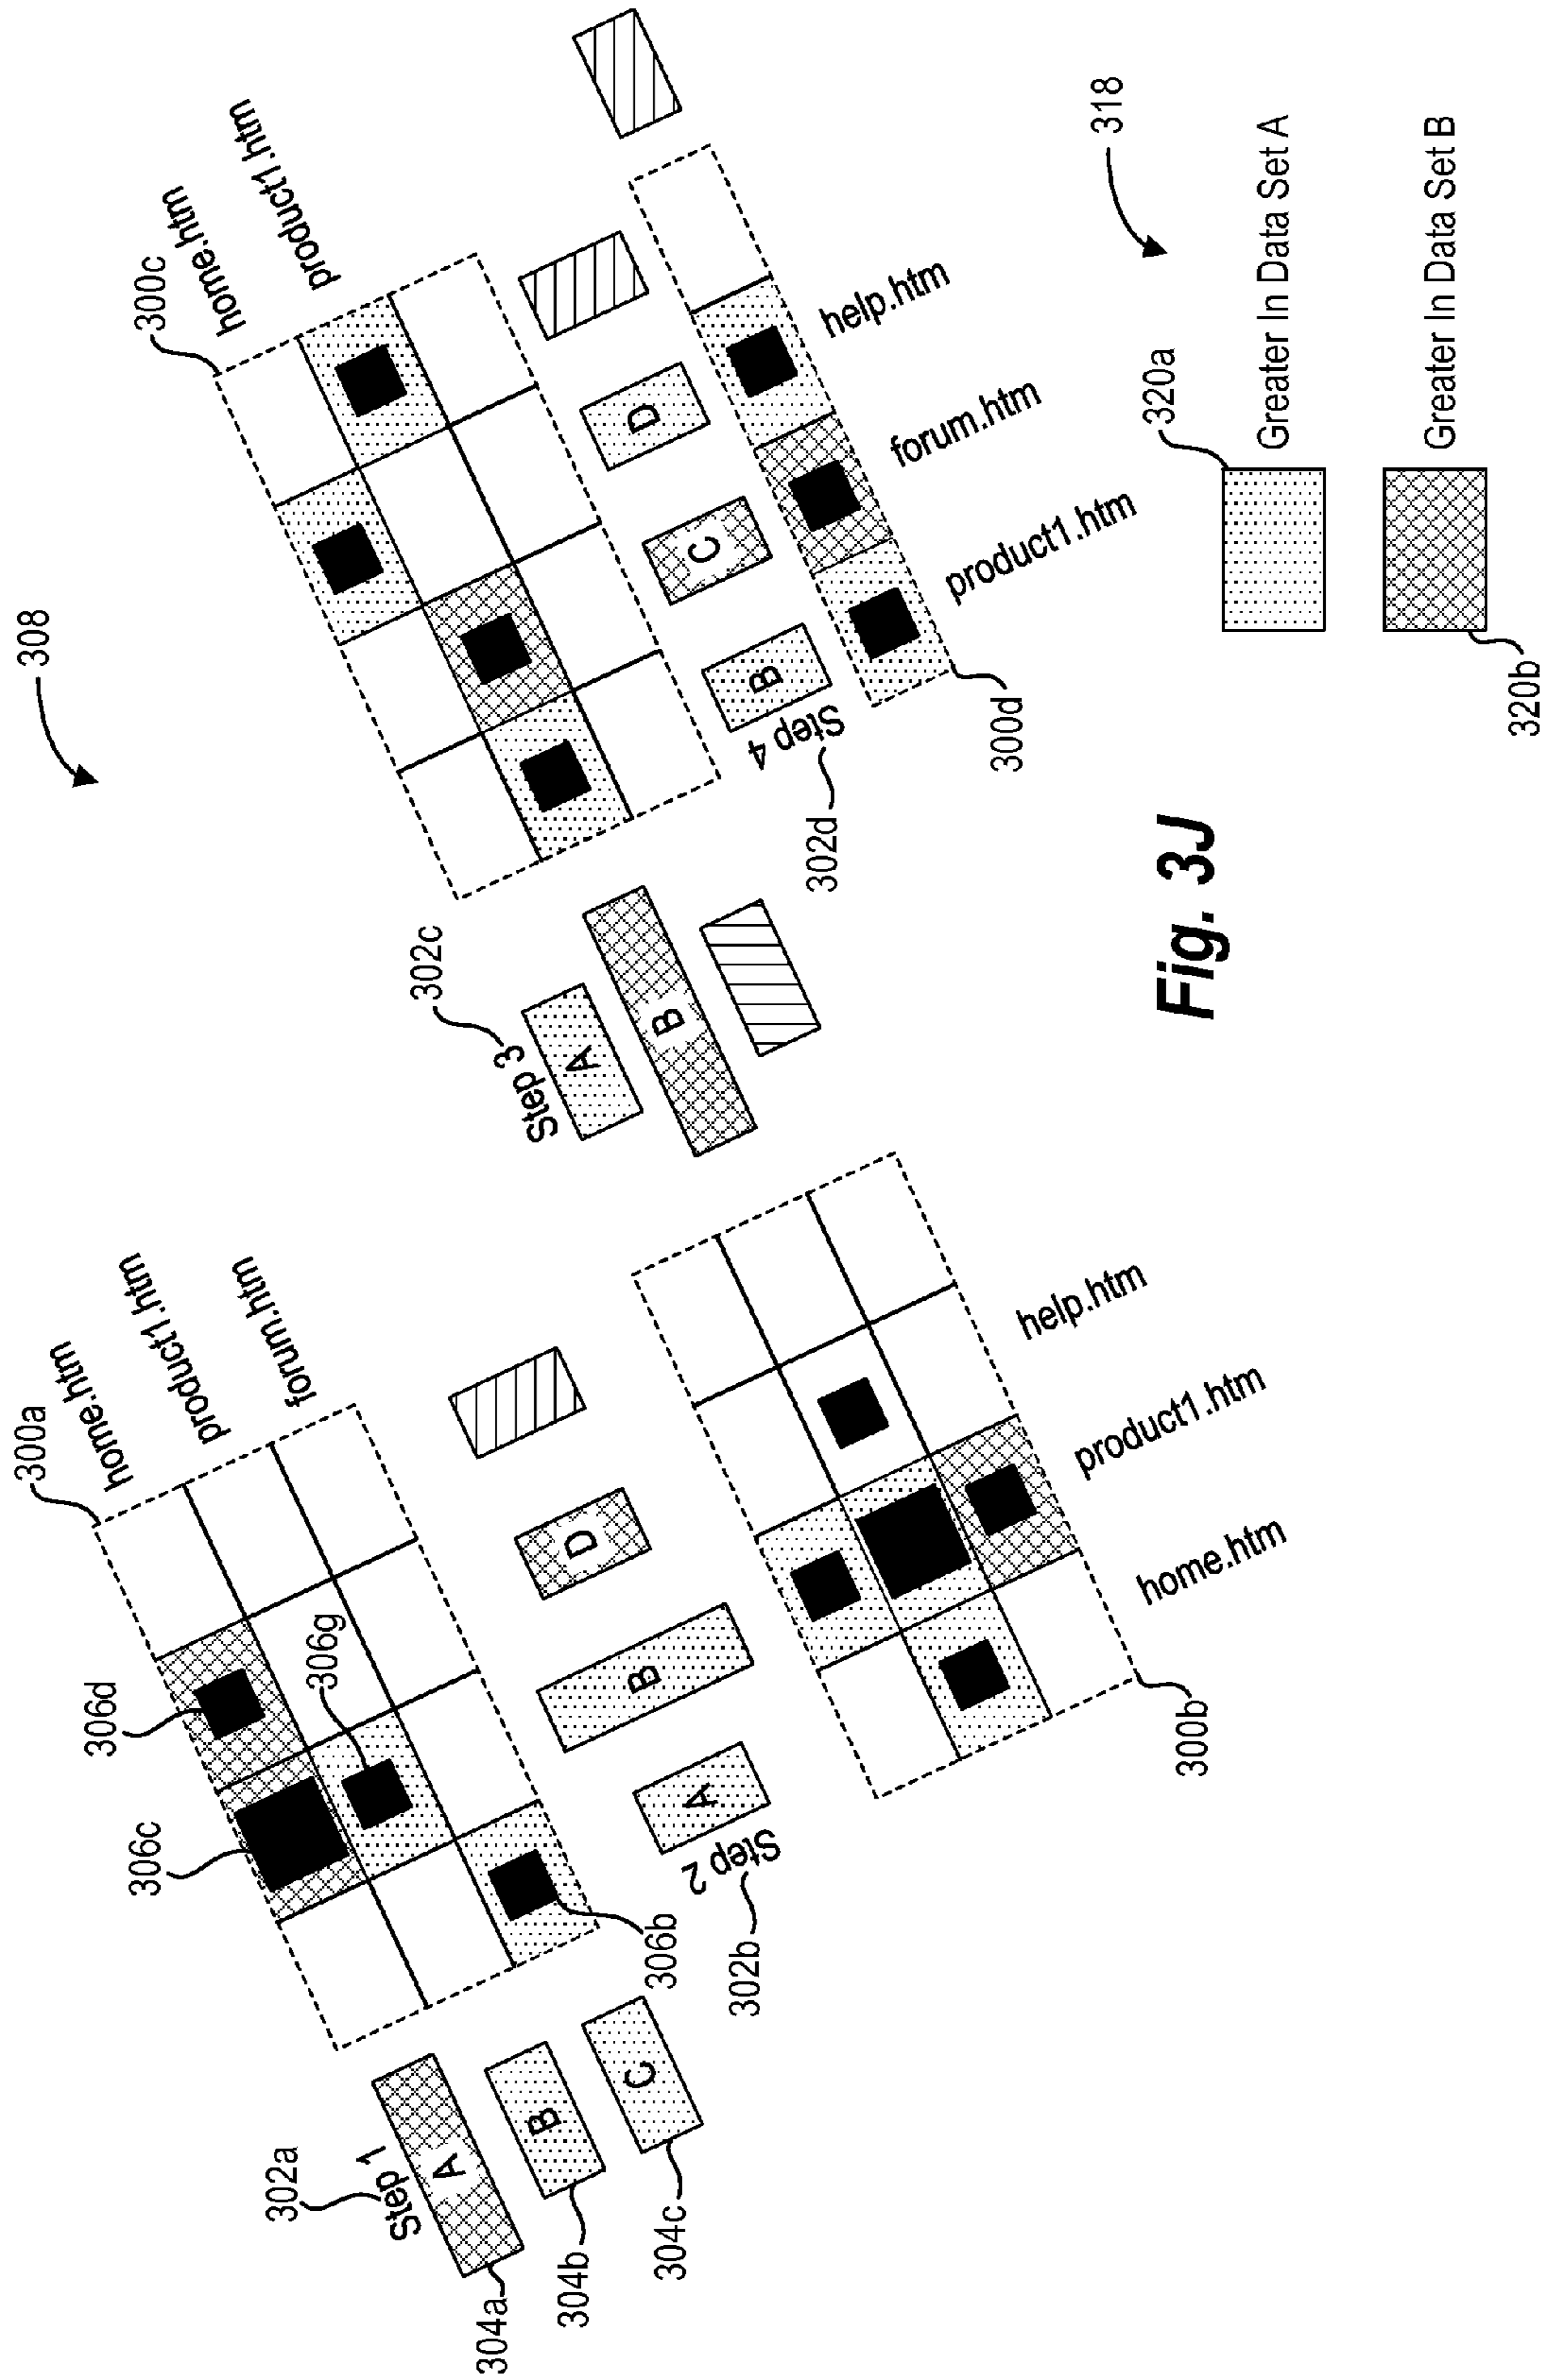 308
302a
Step 1
A
304a
B
304b
C
304c
300a
home.htm
product1.htm
forum.htm
306c
306d
306g
306b
302b
Step 2
A
B
D
300b
home.htm
product1.htm
help.htm
302c
Step 3
A
B
300c
home.htm
product1.htm
302d
Step 4
B
C
D
300d
product1.htm
forum.htm
help.htm
318
320a
Greater In Data Set A
320b
Greater In Data Set B
Fig. 3J